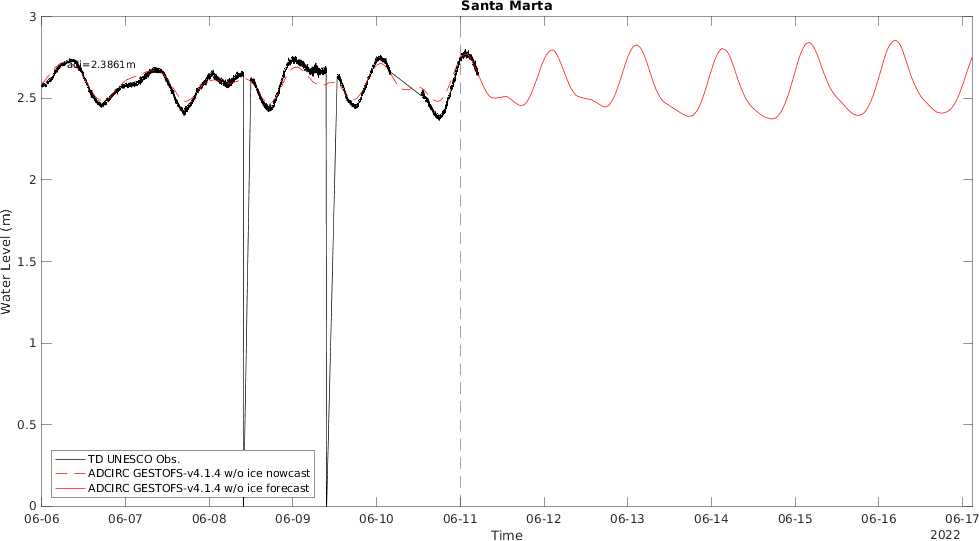 Santa Marta
3
2.5
2
1.5
1
0.5
0
Water Level (m)
adj=2.3861m
TD UNESCO Obs.
ADCIRC GESTOFS-v4.1.4 w/o ice nowcast
ADCIRC GESTOFS-v4.1.4 w/o ice forecast
06-06 06-07 06-08 06-09 06-10 06-11 06-12 06-13 06-14 06-15 06-16 06-17
Time
2022